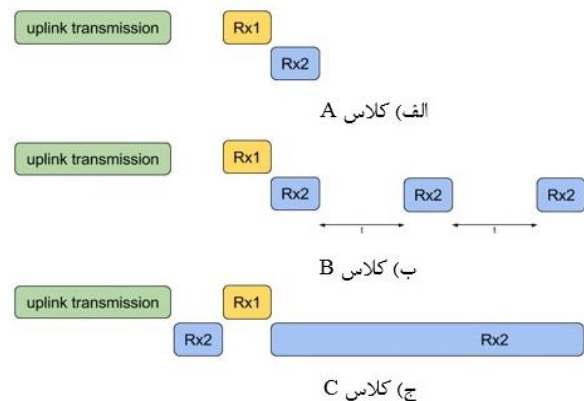 uplink transmission Rx1
Rx2
الف) کلاس A
uplink transmission Rx1
Rx2 Rx2 Rx2
t t
ب) کلاس B
uplink transmission Rx1
Rx2 Rx2
ج) کلاس C